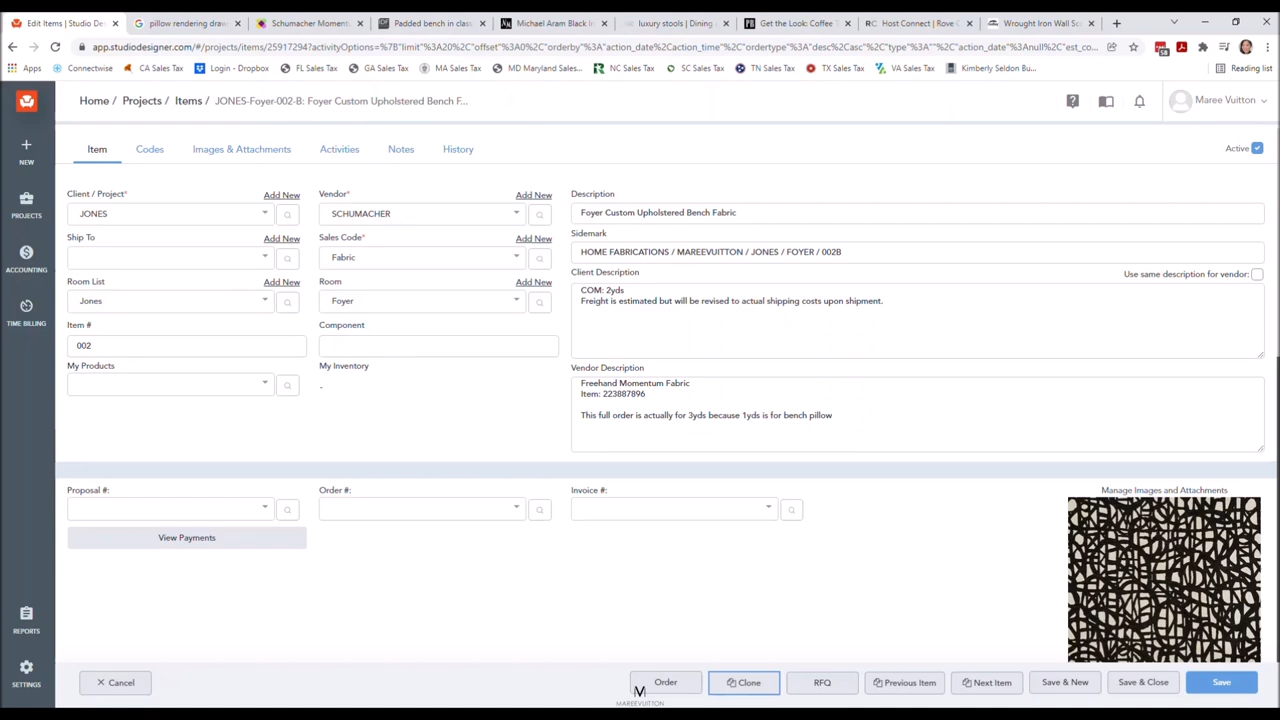 Edit Items | Studio De
pillow rendering draw
Schumacher Momentu
Padded bench in class
Michael Aram Black Ir
luxury stools | Dining
Get the Look: Coffee T
Host Connect | Rove C
Wrought Iron Wall Sc
app.studiodesigner.com/#/projects/items/25917294?activityOptions=%7B"limit"%3A20%2C"offset"%3A0%2C"orderby"%3A"action_date%2Caction_time"%2C"ordertype"%3A"desc%2Casc"%2C"type"%3A""%2C"action_date"%3Anull%2C"est_co...
Apps
Connectwise
CA Sales Tax
Login - Dropbox
FL Sales Tax
GA Sales Tax
MA Sales Tax
MD Maryland Sales...
NC Sales Tax
SC Sales Tax
TN Sales Tax
TX Sales Tax
VA Sales Tax
Kimberly Seldon Bu...
Reading list
Home / Projects / Items / JONES-Foyer-002-B: Foyer Custom Upholstered Bench F...
Maree Vuitton
NEW
PROJECTS
ACCOUNTING
TIME BILLING
REPORTS
SETTINGS
Item
Codes
Images & Attachments
Activities
Notes
History
Active
Client / Project*
Add New
JONES
Vendor*
Add New
SCHUMACHER
Description
Foyer Custom Upholstered Bench Fabric
Ship To
Add New
Sales Code*
Add New
Fabric
Sidemark
HOME FABRICATIONS / MAREEVUITTON / JONES / FOYER / 002B
Room List
Add New
Jones
Room
Add New
Foyer
Client Description
Use same description for vendor:
COM: 2yds
Freight is estimated but will be revised to actual shipping costs upon shipment.
Item #
002
Component
My Products
My Inventory
-
Vendor Description
Freehand Momentum Fabric
Item: 223887896
This full order is actually for 3yds because 1yds is for bench pillow
Proposal #:
Order #:
Invoice #:
Manage Images and Attachments
View Payments
Cancel
Order
Clone
RFQ
Previous Item
Next Item
Save & New
Save & Close
Save
M
MAREEVUITTON